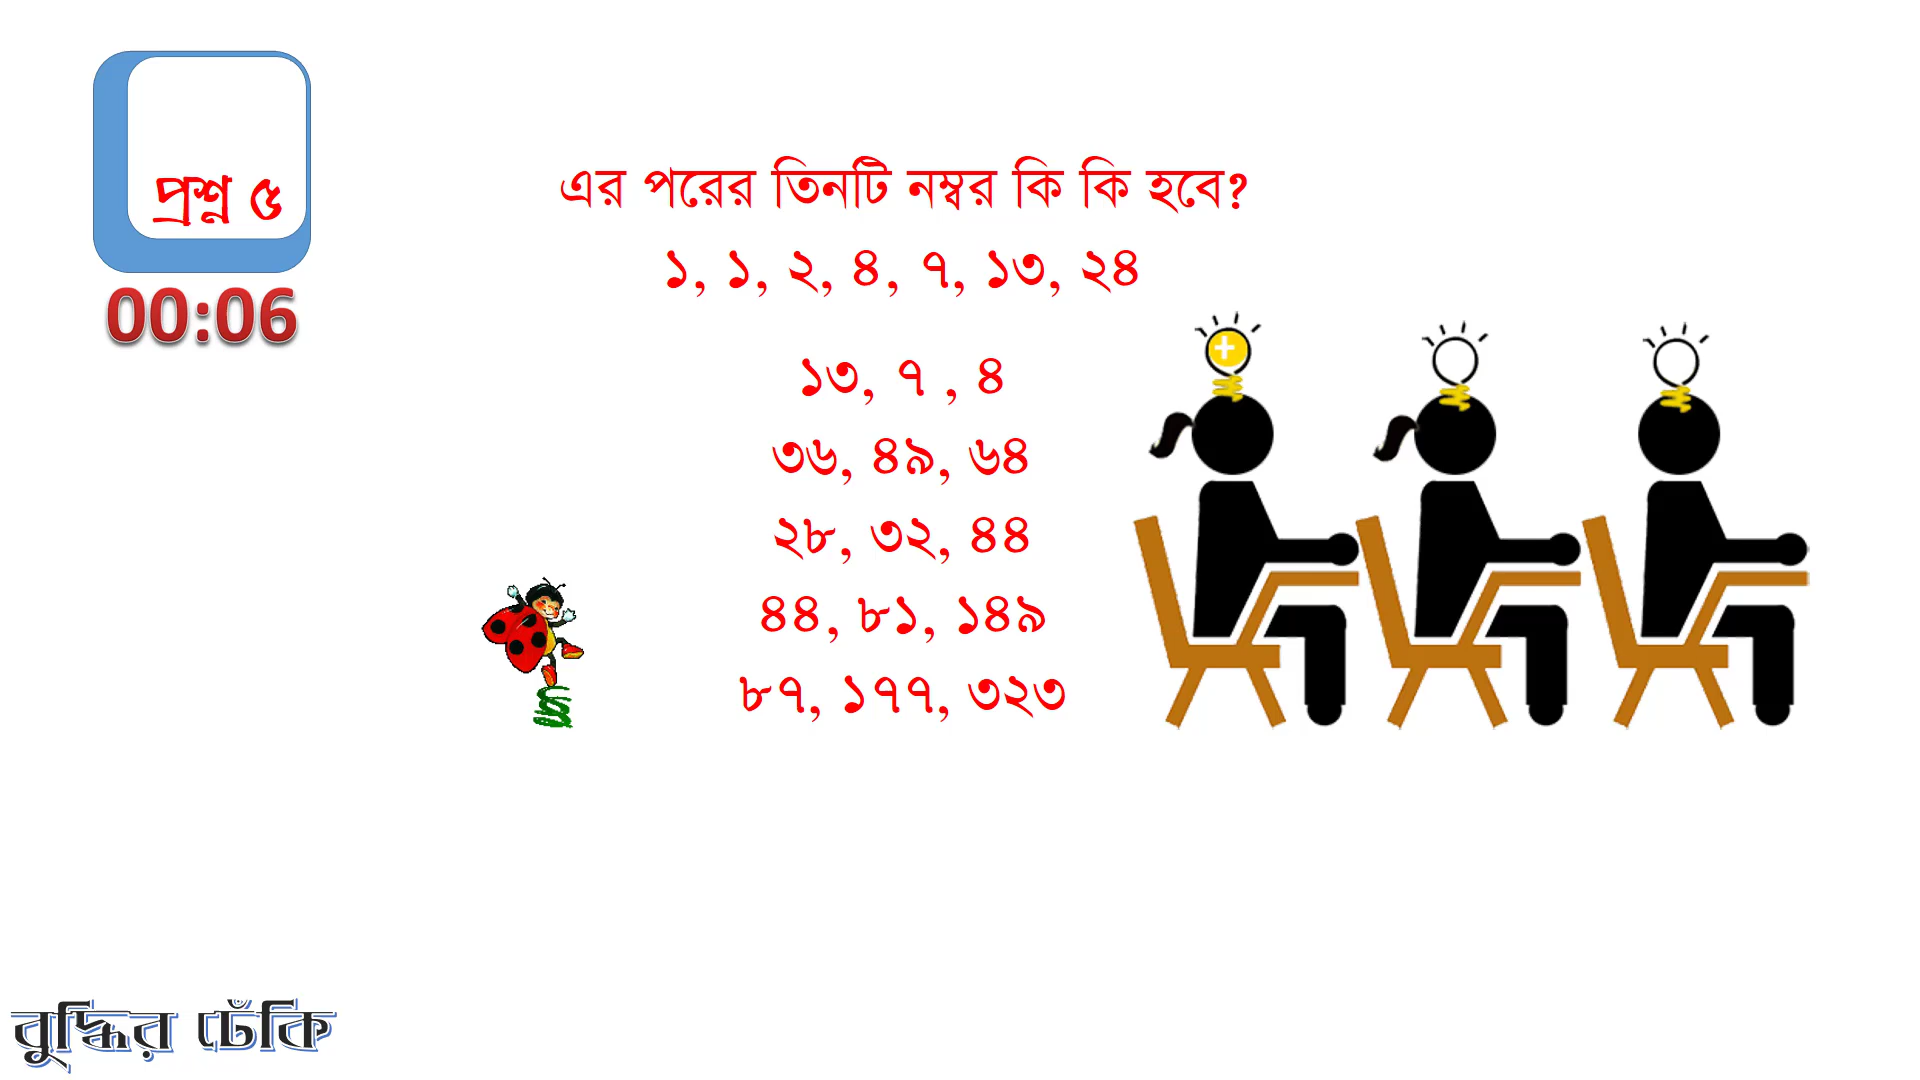 প্রশ্ন ৫
00:06
এর পরের তিনটি নম্বর কি কি হবে?
১, ১, ২, ৪, ৭, ১৩, ২৪
১৩, ৭ , ৪
৩৬, ৪৯, ৬৪
২৮, ৩২, ৪৪
৪৪, ৮১, ১৪৯
৮৭, ১৭৭, ৩২৩
বুদ্ধির ঢেঁকি